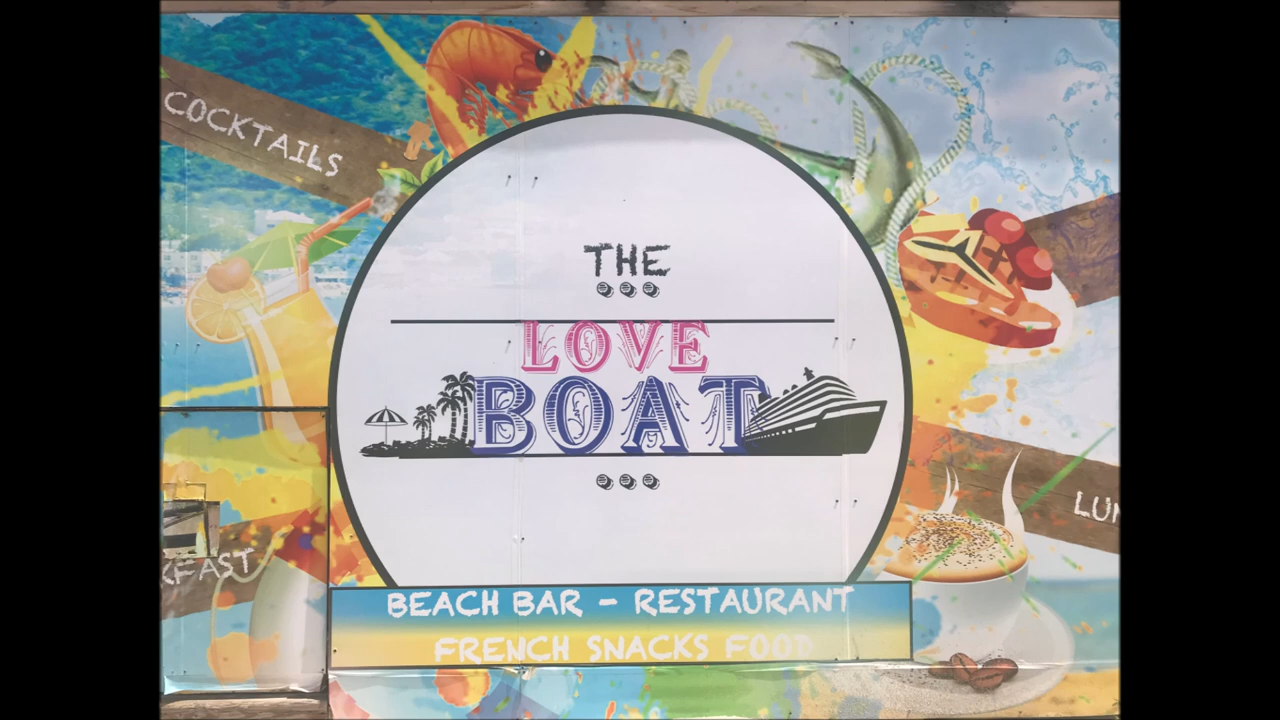 COCKTAILS
THE
LOVE
BOAT
BEACH BAR - RESTAURANT
FRENCH SNACKS FOOD